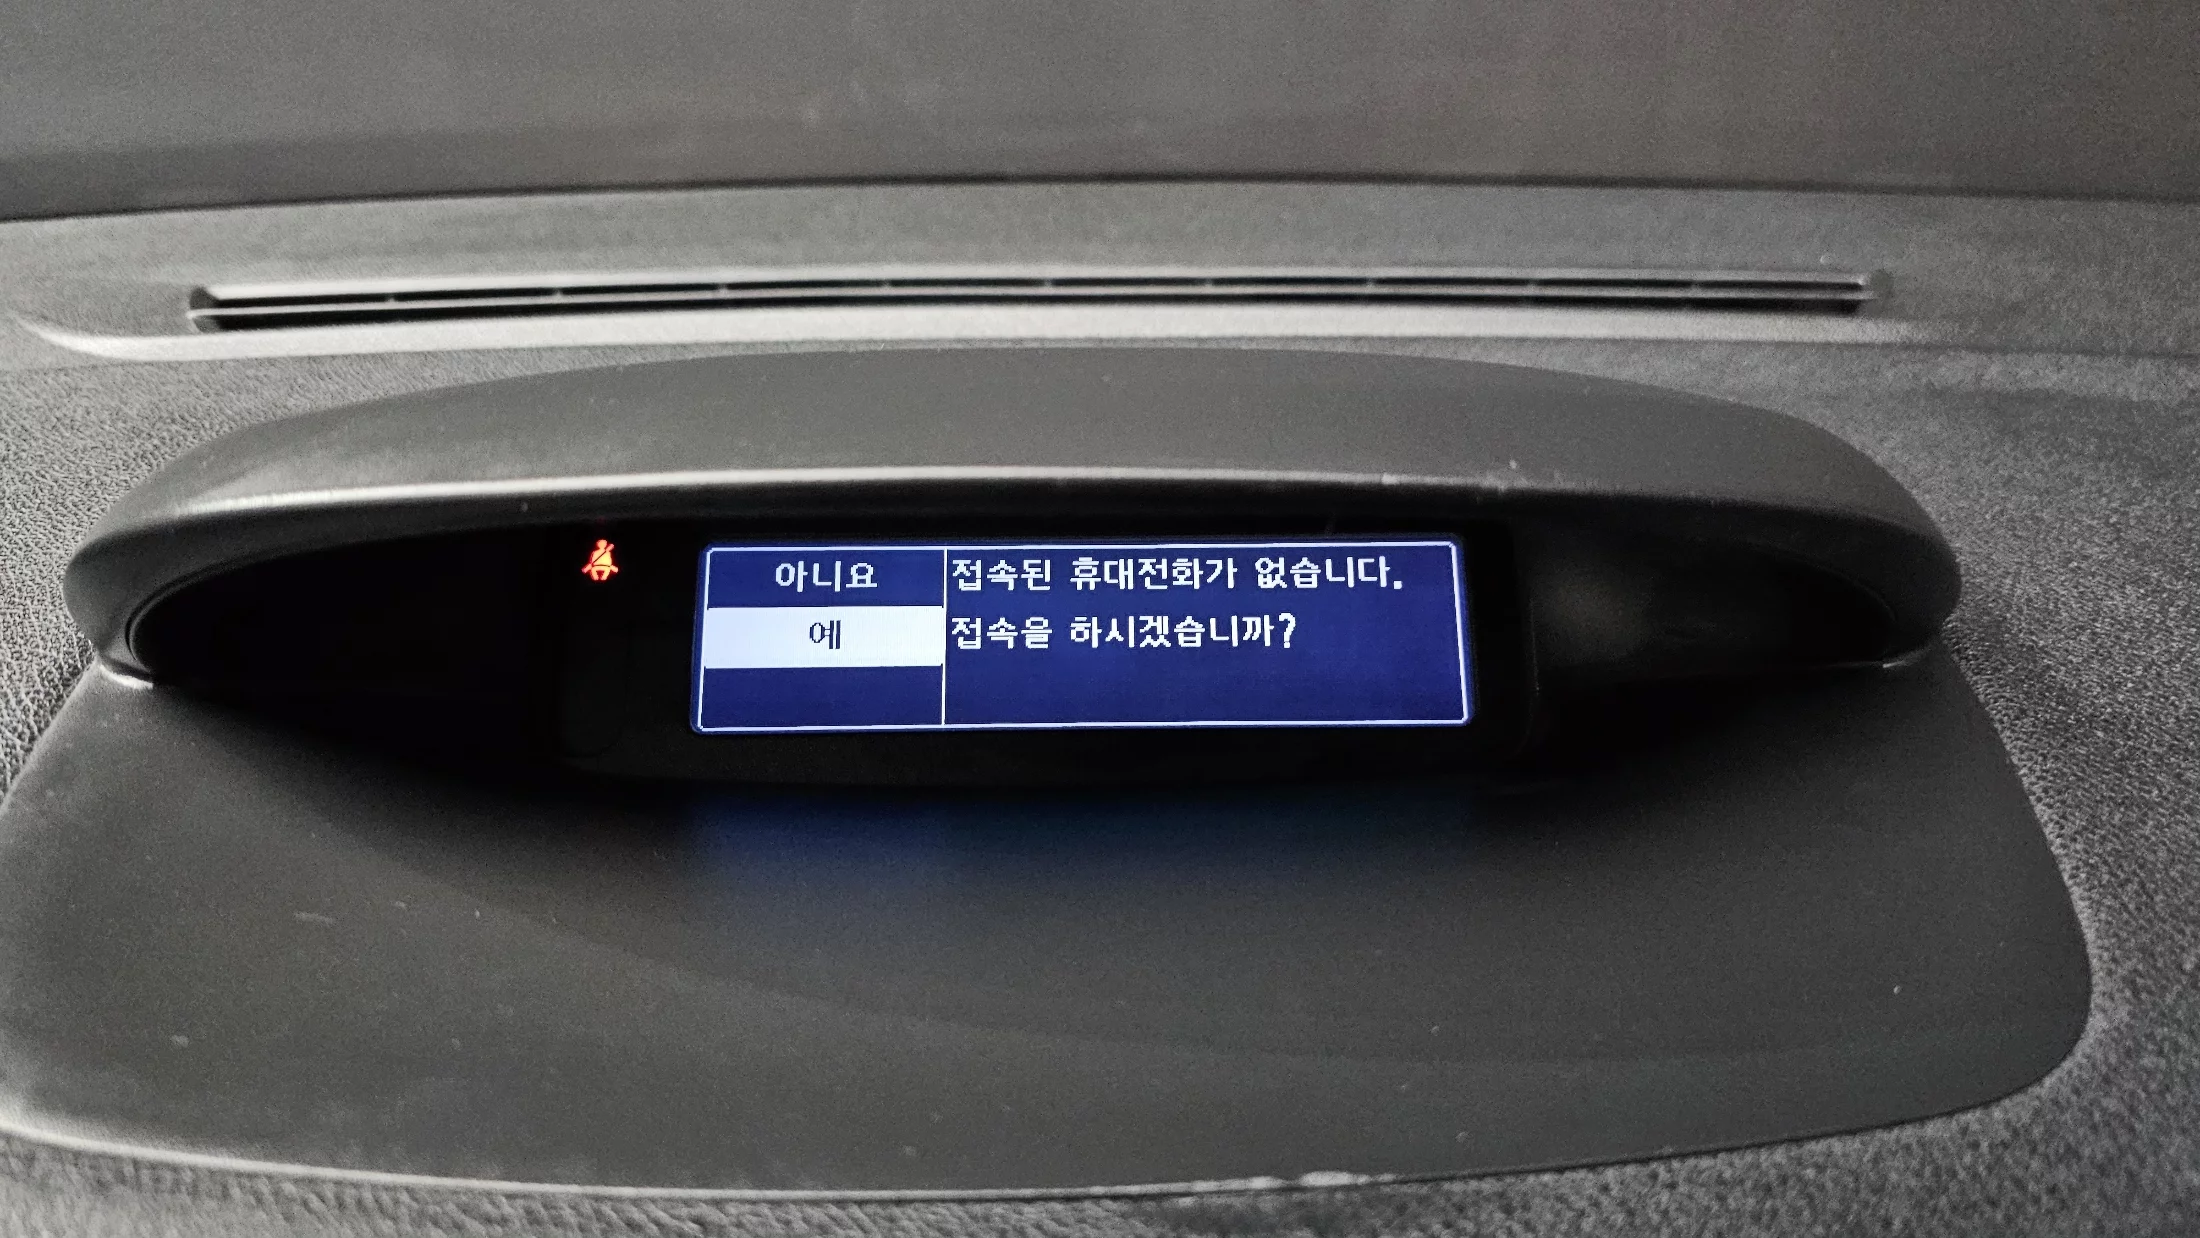 아니요
예
접속된 휴대전화가 없습니다.
접속을 하시겠습니까?